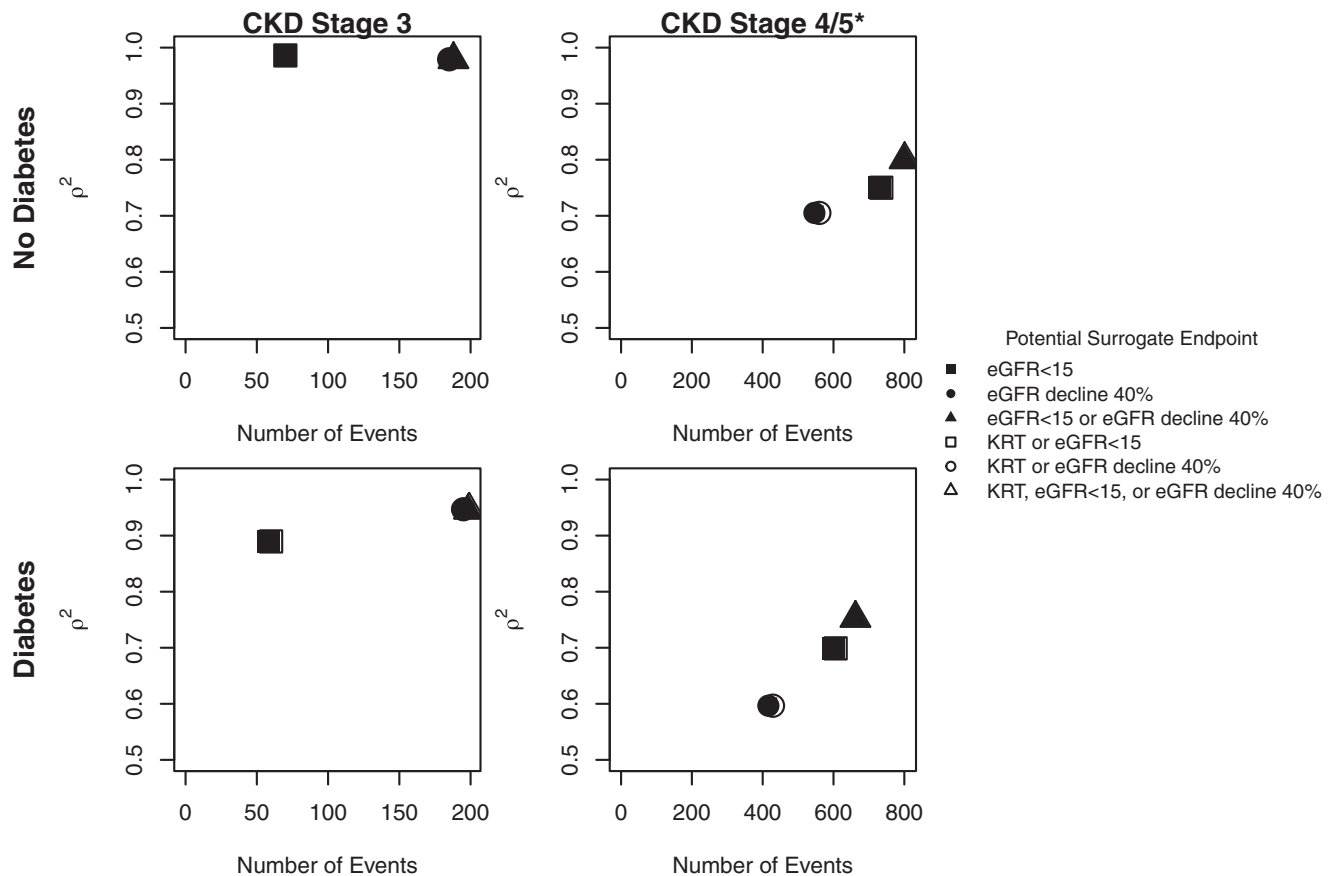 CKD Stage 3
CKD Stage 4/5*
No Diabetes
ρ2
1.0
0.9
0.8
0.7
0.6
0.5
0 50 100 150 200
Number of Events
ρ2
1.0
0.9
0.8
0.7
0.6
0.5
0 200 400 600 800
Number of Events
Potential Surrogate Endpoint
eGFR<15
eGFR decline 40%
eGFR<15 or eGFR decline 40%
KRT or eGFR<15
KRT or eGFR decline 40%
KRT, eGFR<15, or eGFR decline 40%
Diabetes
ρ2
1.0
0.9
0.8
0.7
0.6
0.5
0 50 100 150 200
Number of Events
ρ2
1.0
0.9
0.8
0.7
0.6
0.5
0 200 400 600 800
Number of Events